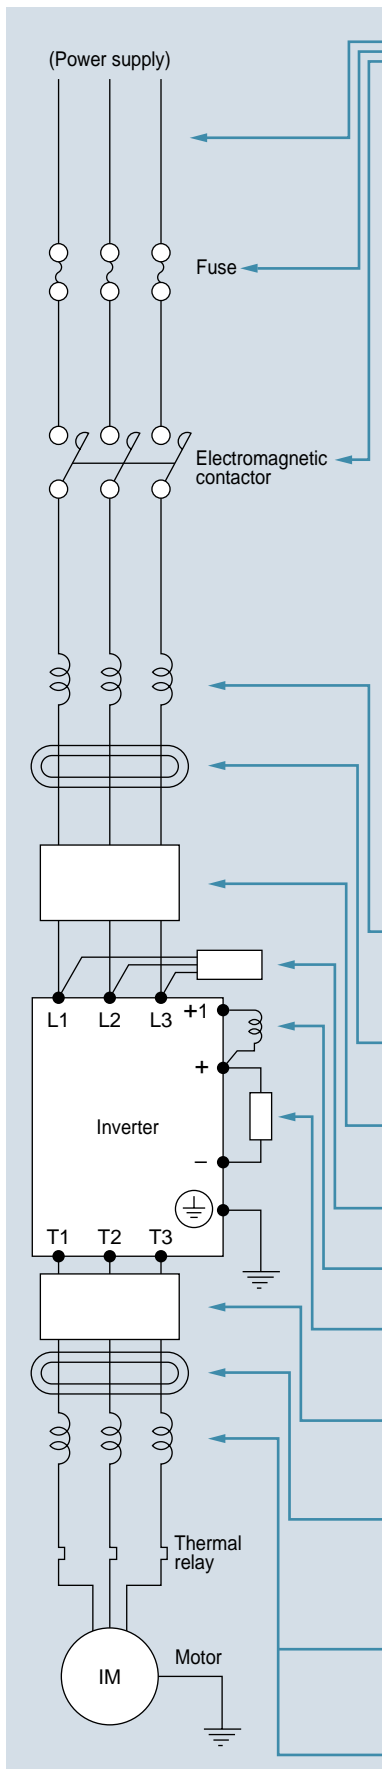 (Power supply)
Fuse
Electromagnetic
contactor
L1 L2 L3 +1
+
Inverter
−
T1 T2 T3
Thermal
relay
Motor
IM